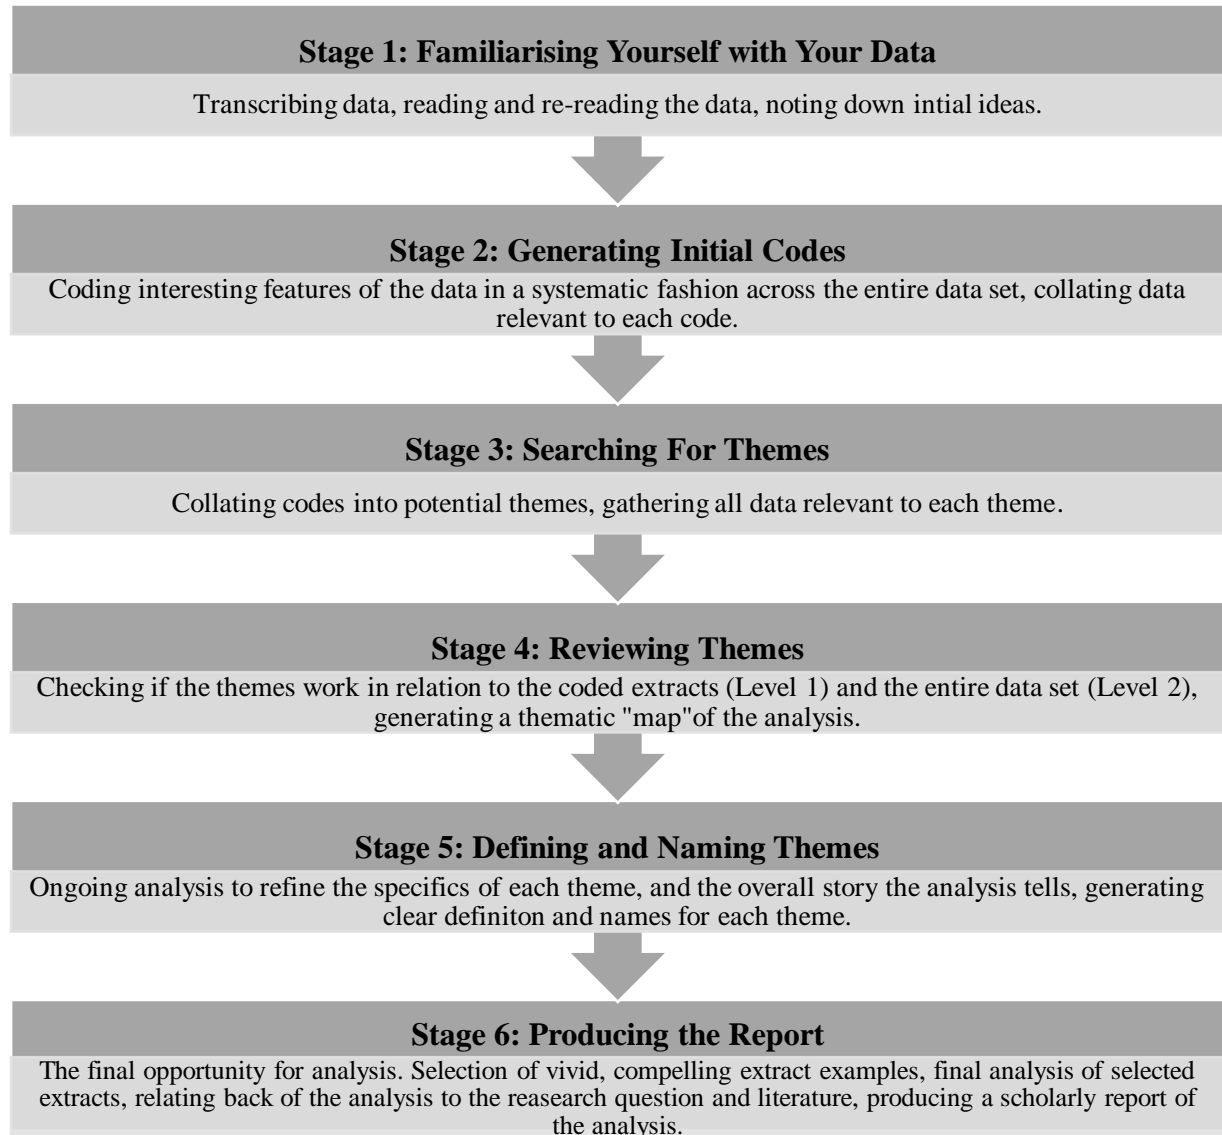 Stage 1: Familiarising Yourself with Your Data
Transcribing data, reading and re-reading the data, noting down intial ideas.
Stage 2: Generating Initial Codes
Coding interesting features of the data in a systematic fashion across the entire data set, collating data
relevant to each code.
Stage 3: Searching For Themes
Collating codes into potential themes, gathering all data relevant to each theme.
Stage 4: Reviewing Themes
Checking if the themes work in relation to the coded extracts (Level 1) and the entire data set (Level 2),
generating a thematic "map"of the analysis.
Stage 5: Defining and Naming Themes
Ongoing analysis to refine the specifics of each theme, and the overall story the analysis tells, generating
clear definiton and names for each theme.
Stage 6: Producing the Report
The final opportunity for analysis. Selection of vivid, compelling extract examples, final analysis of selected
extracts, relating back of the analysis to the reasearch question and literature, producing a scholarly report of
the analysis.